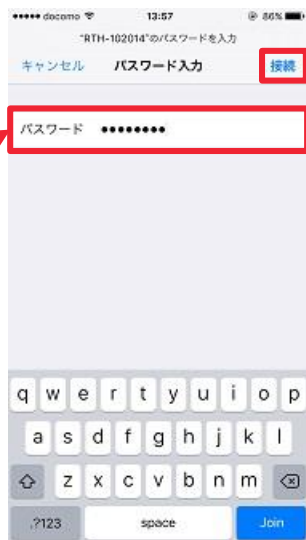 ●●●●● docomo 13:57 86%
"RTH-102014"のパスワードを入力
キャンセル パスワード入力 接続
パスワード ●●●●●●●●
q w e r t y u i o p
a s d f g h j k l
z x c v b n m
.?123 space Join